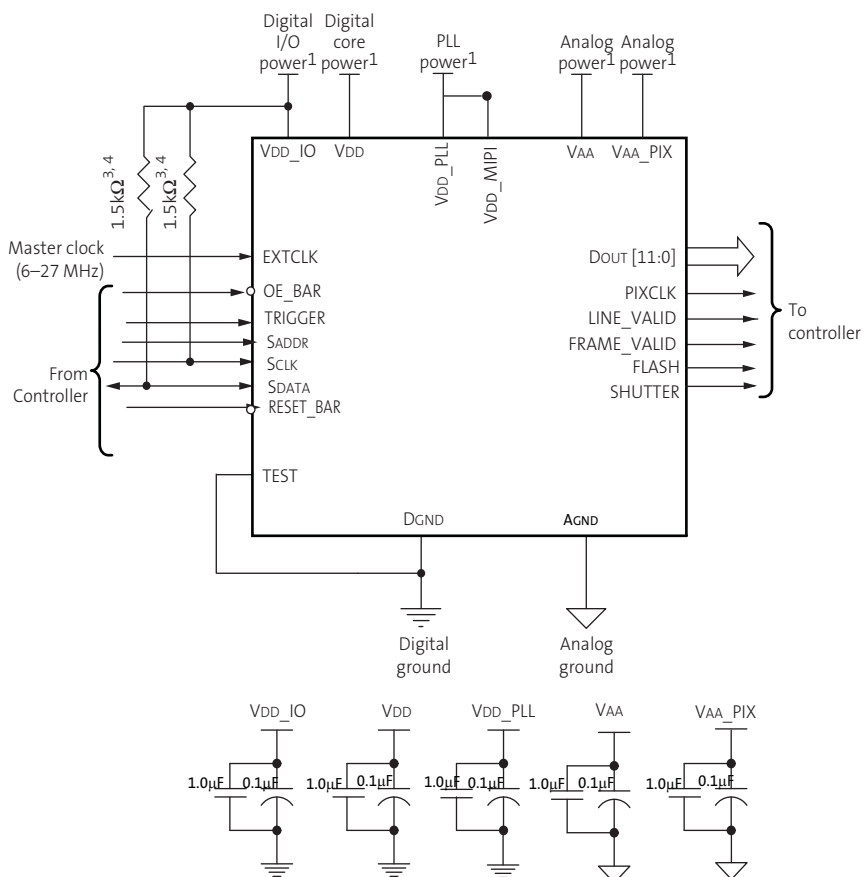 Digital
I/O
power1
Digital
core
power1
PLL
power1
Analog
power1
Analog
power1
VDD_IO
VDD
VDD_PLL
VDD_MIPI
VAA
VAA_PIX
1.5kΩ3, 4
1.5kΩ3, 4
Master clock
(6–27 MHz)
EXTCLK
OE_BAR
TRIGGER
SADDR
SCLK
SDATA
RESET_BAR
From
Controller
TEST
DOUT [11:0]
PIXCLK
LINE_VALID
FRAME_VALID
FLASH
SHUTTER
To
controller
DGND
AGND
Digital
ground
Analog
ground
VDD_IO
VDD
VDD_PLL
VAA
VAA_PIX
1.0µF
0.1µF
1.0µF
0.1µF
1.0µF
0.1µF
1.0µF
0.1µF
1.0µF
0.1µF